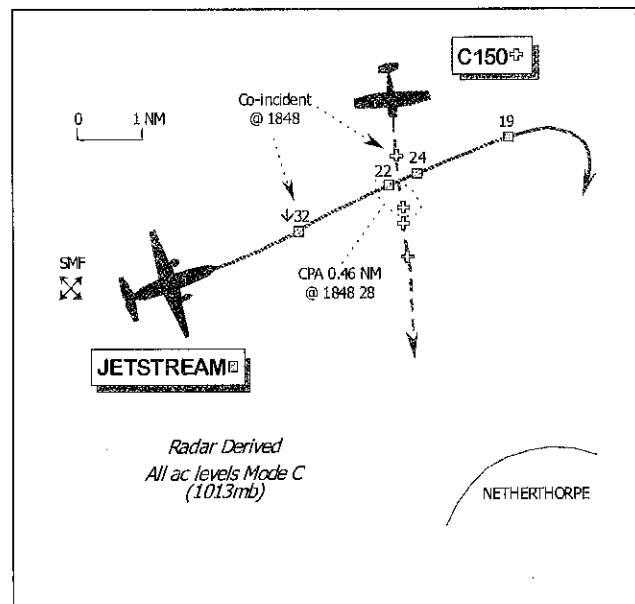 C150
Co-incident
@ 1848
0 1 NM
19
24
22
↓32
SMF
CPA 0.46 NM
@ 1848 28
JETSTREAM
Radar Derived
All ac levels Mode C
(1013mb)
NETHERTHORPE